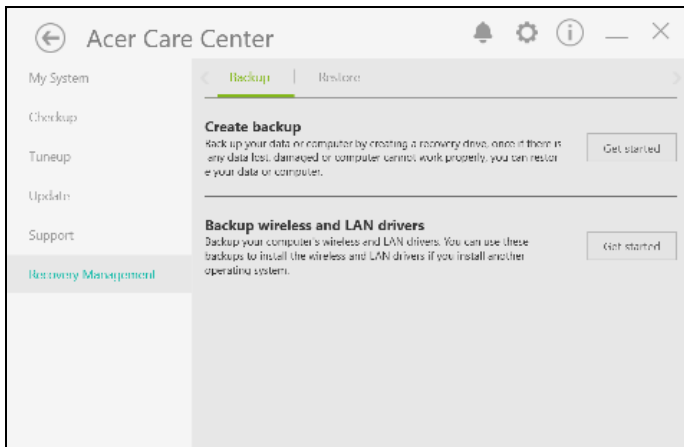 Acer Care Center
My System
Checkup
Tuneup
Update
Support
Recovery Management
Backup | Restore
Create backup
Back up your data or computer by creating a recovery drive, once if there is
any data lost, damaged or computer cannot work properly, you can restor
e your data or computer.
Get started
Backup wireless and LAN drivers
Backup your computer's wireless and LAN drivers. You can use these
backups to install the wireless and LAN drivers if you install another
operating system.
Get started